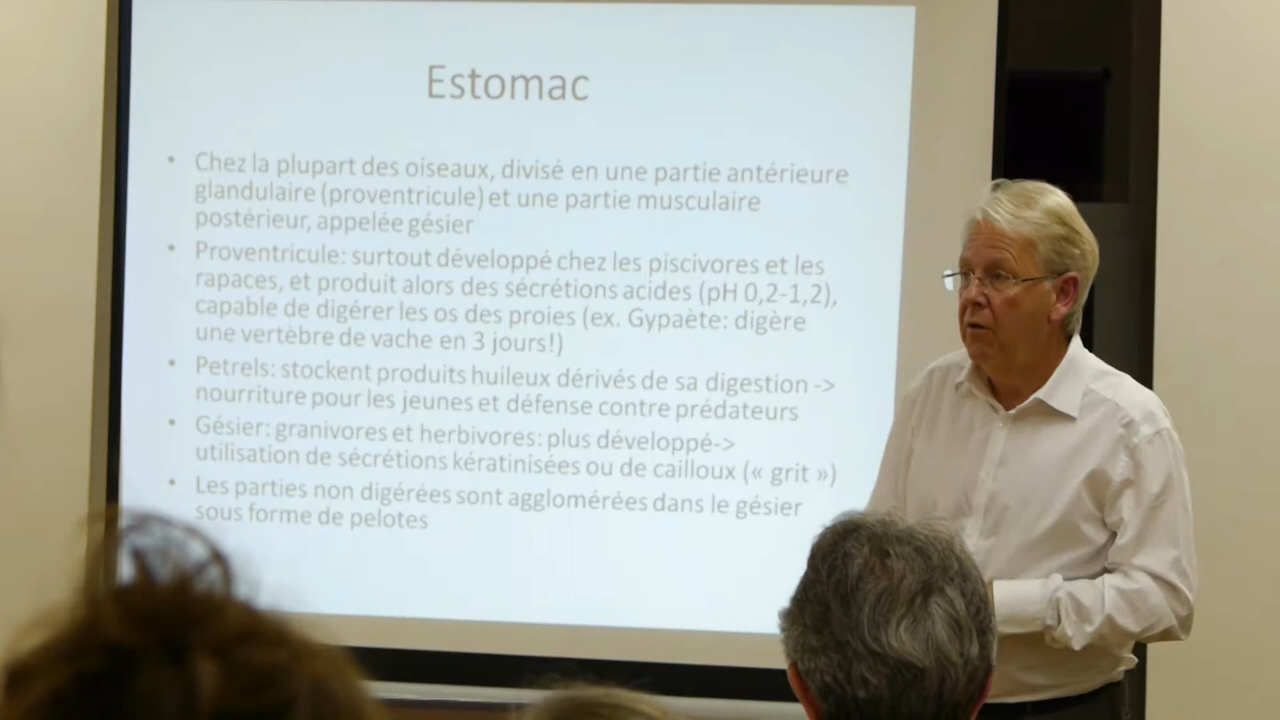 Estomac
• Chez la plupart des oiseaux, divisé en une partie antérieure
glandulaire (proventricule) et une partie musculaire
postérieur, appelée gésier
• Proventricule: surtout développé chez les piscivores et les
rapaces, et produit alors des sécrétions acides (pH 0,2-1,2),
capable de digérer les os des proies (ex. Gypaète: digère
une vertèbre de vache en 3 jours!)
• Petrels: stockent produits huileux dérivés de sa digestion ->
nourriture pour les jeunes et défense contre prédateurs
• Gésier: granivores et herbivores: plus développé->
utilisation de sécrétions kératinisées ou de cailloux (« grit »)
• Les parties non digérées sont agglomérées dans le gésier
sous forme de pelotes